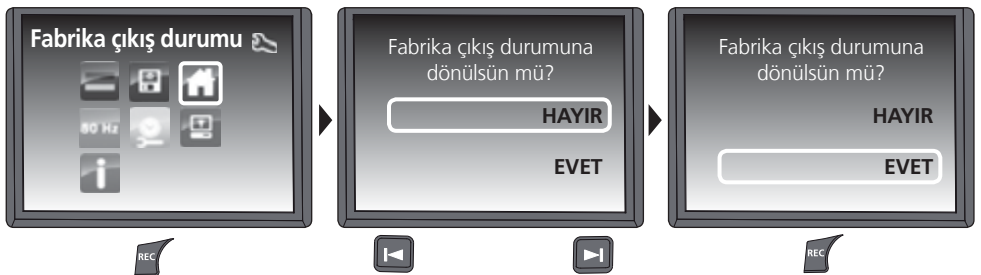 Fabrika çıkış durumu
60 Hz
i
REC
Fabrika çıkış durumuna
dönülsün mü?
HAYIR
EVET
Fabrika çıkış durumuna
dönülsün mü?
HAYIR
EVET
REC